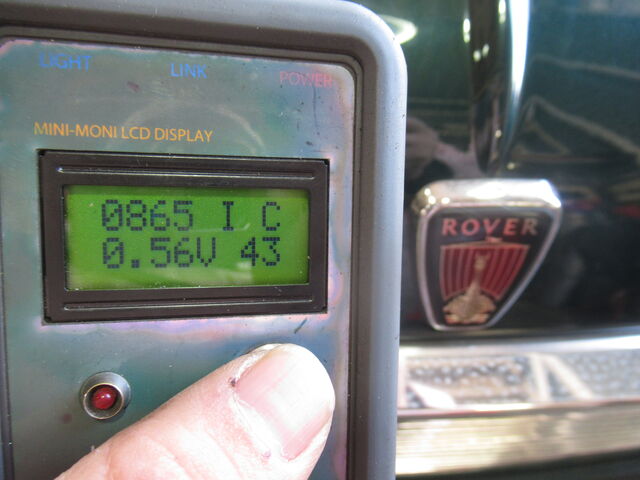 LIGHT
LINK
POWER
MINI-MONI LCD DISPLAY
0865 I C
0.56V 43
ROVER